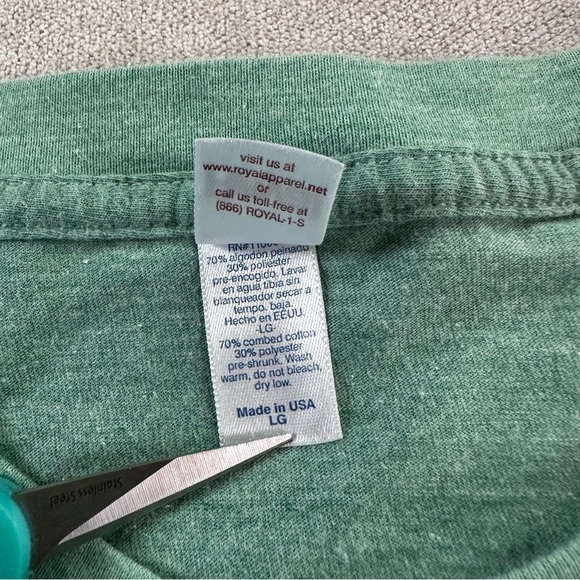 visit us at
www.royalapparel.net
or
call us toll-free at
(866) ROYAL-1-S
70% algodón peinado
30% poliester
pre-encogido. Lavar
en agua tibia sin
blanqueador secar a
tempo. baja.
Hecho en EEUU.
-LG-
70% combed cotton
30% polyester
pre-shrunk. Wash
warm, do not bleach,
dry low.
Made in USA
LG
Stainless Steel